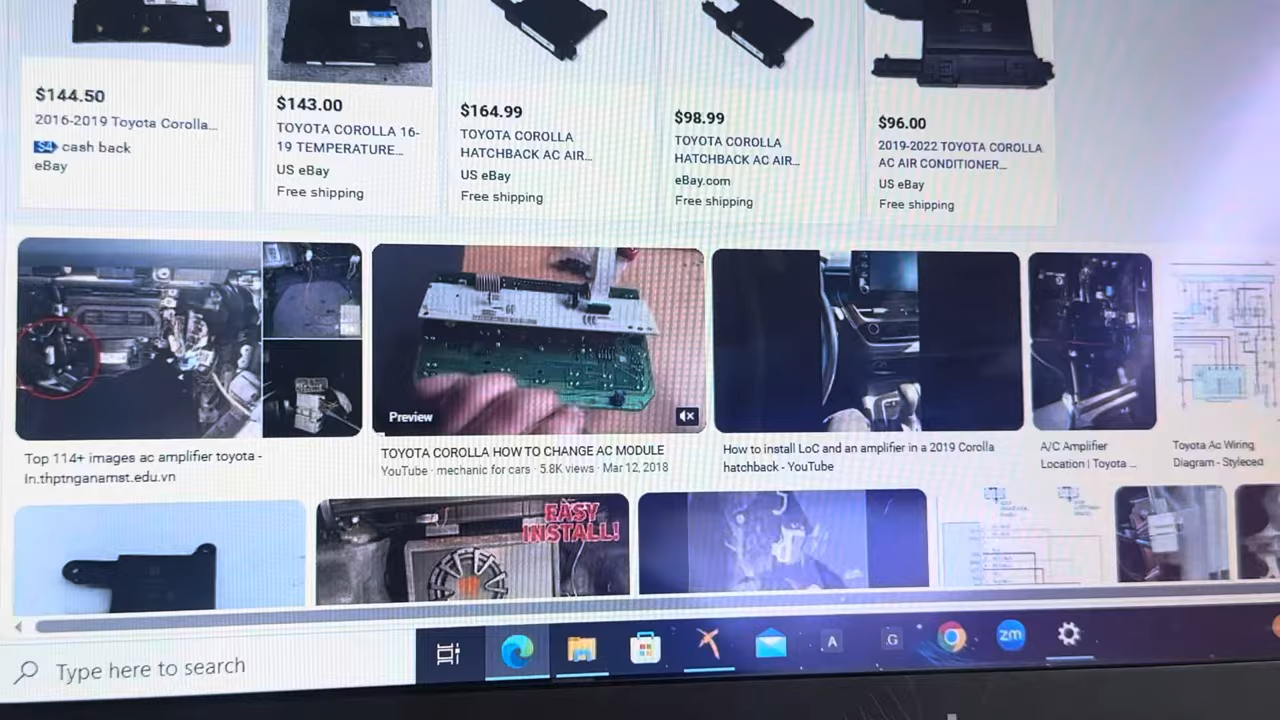 $144.50
2016-2019 Toyota Corolla...
$4 cash back
eBay
$143.00
TOYOTA COROLLA 16-
19 TEMPERATURE...
US eBay
Free shipping
$164.99
TOYOTA COROLLA
HATCHBACK AC AIR...
US eBay
Free shipping
$98.99
TOYOTA COROLLA
HATCHBACK AC AIR...
eBay.com
Free shipping
$96.00
2019-2022 TOYOTA COROLLA
AC AIR CONDITIONER...
US eBay
Free shipping
Preview
Top 114+ images ac amplifier toyota -
In.thptnganamst.edu.vn
TOYOTA COROLLA HOW TO CHANGE AC MODULE
YouTube · mechanic for cars · 5.8K views · Mar 12, 2018
How to install LoC and an amplifier in a 2019 Corolla
hatchback - YouTube
A/C Amplifier
Location | Toyota ...
Toyota Ac Wiring
Diagram - Styleced
EASY
INSTALL!
Type here to search
A
G
zm